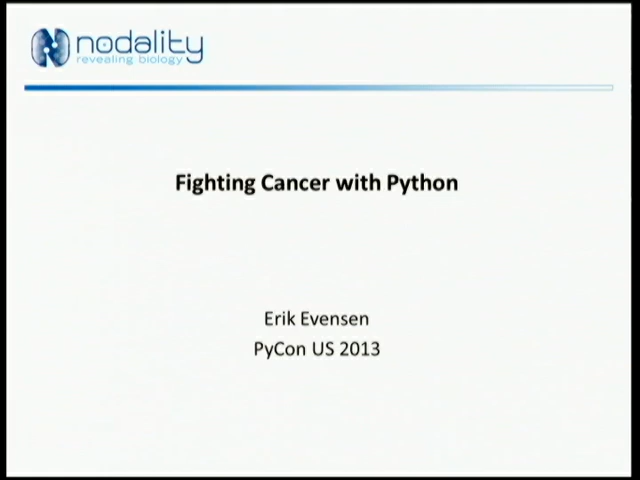 nodality
revealing biology
Fighting Cancer with Python
Erik Evensen
PyCon US 2013